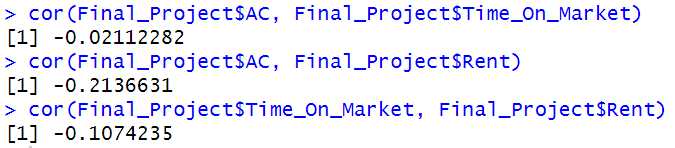 > cor(Final_Project$AC, Final_Project$Time_On_Market)
[1] -0.02112282
> cor(Final_Project$AC, Final_Project$Rent)
[1] -0.2136631
> cor(Final_Project$Time_On_Market, Final_Project$Rent)
[1] -0.1074235